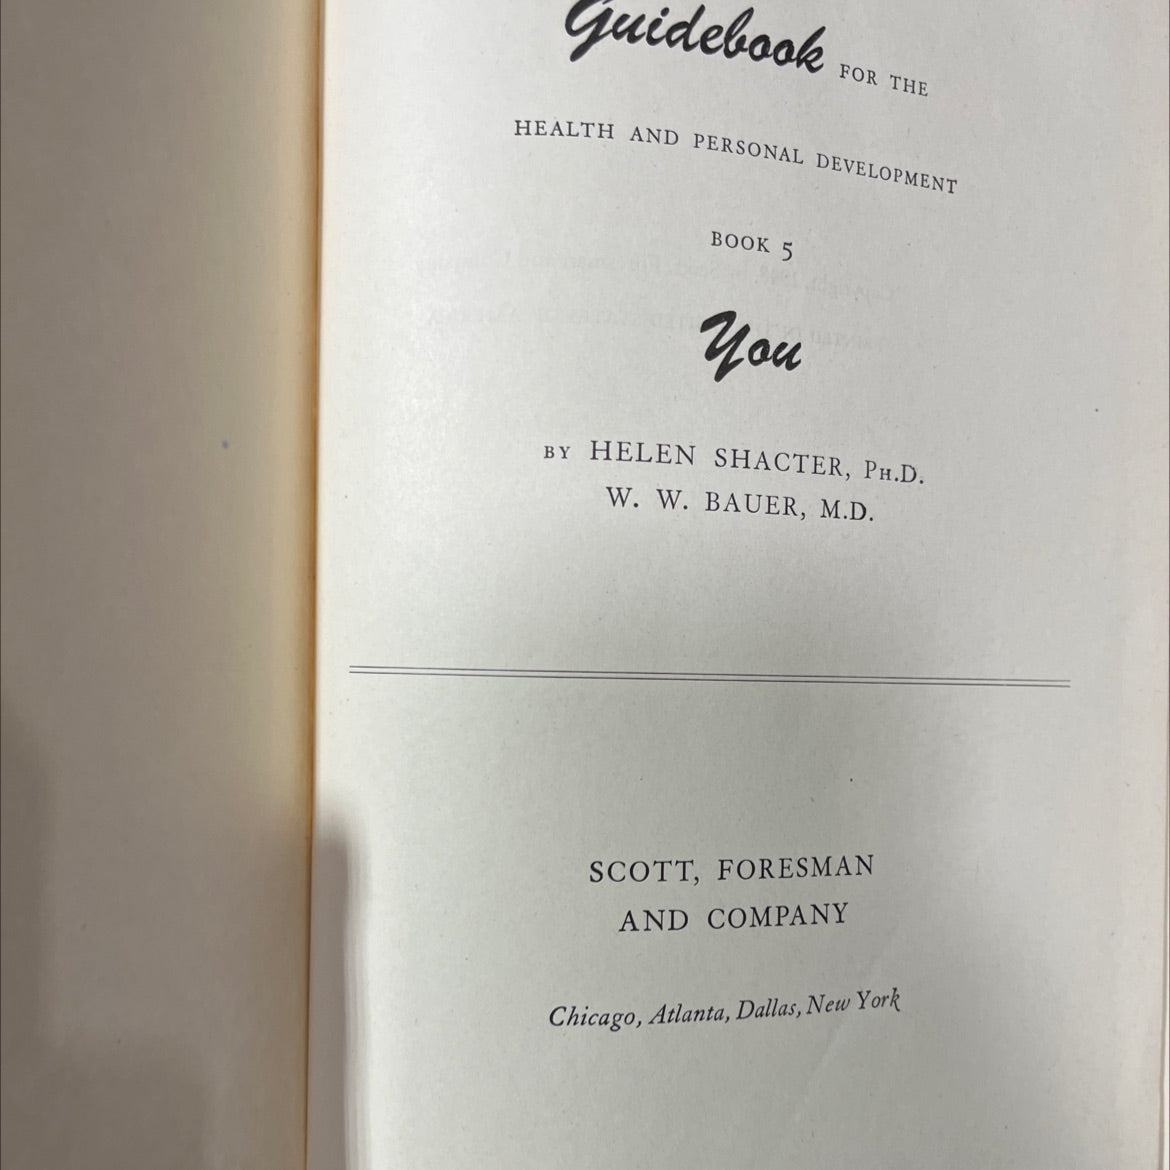 Guidebook FOR THE
HEALTH AND PERSONAL DEVELOPMENT
BOOK 5
You
BY HELEN SHACTER, PH.D.
W. W. BAUER, M.D.
SCOTT, FORESMAN
AND COMPANY
Chicago, Atlanta, Dallas, New York